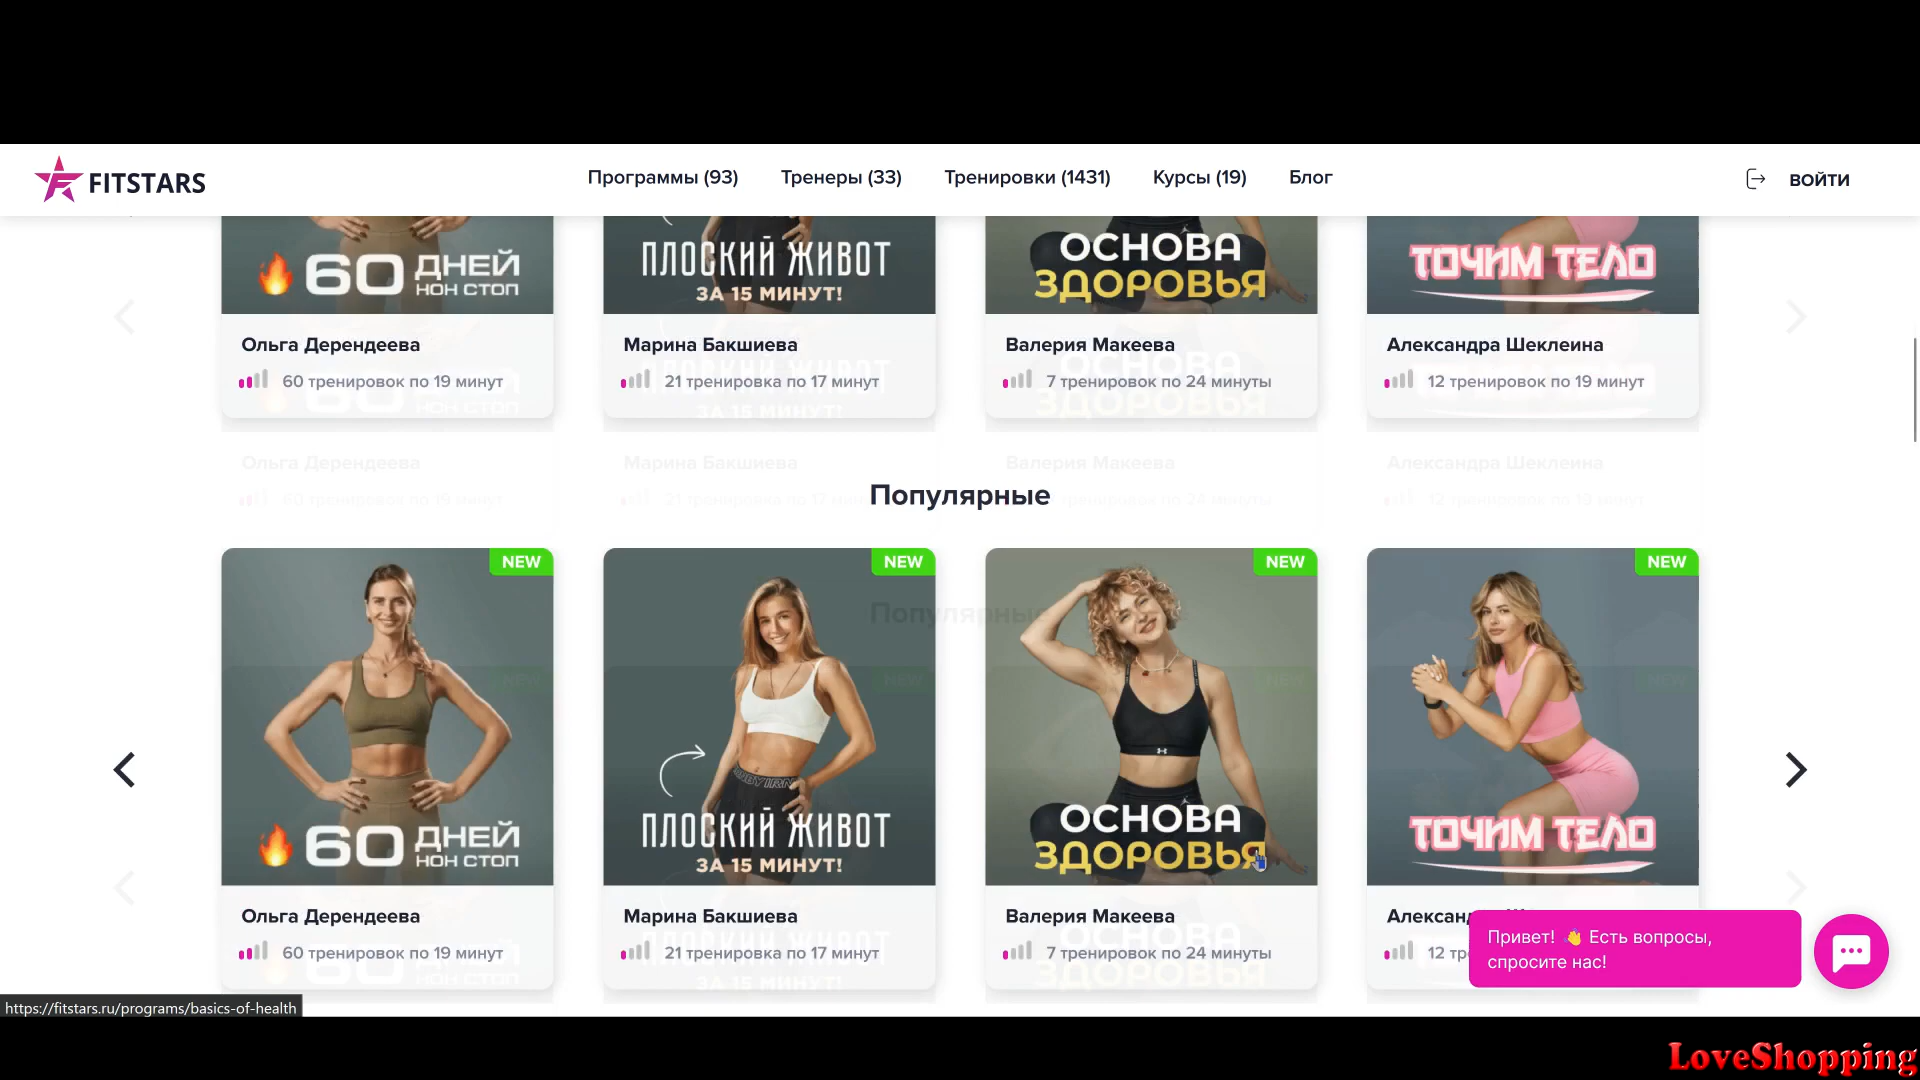 FITSTARS
Программы (93)
Тренеры (33)
Тренировки (1431)
Курсы (19)
Блог
ВОЙТИ
60 ДНЕЙ
НОН СТОП
ПЛОСКИЙ ЖИВОТ
ЗА 15 МИНУТ!
ОСНОВА
ЗДОРОВЬЯ
ТОЧИМ ТЕЛО
Ольга Дерендеева
60 тренировок по 19 минут
Марина Бакшиева
21 тренировка по 17 минут
Валерия Макеева
7 тренировок по 24 минуты
Александра Шеклеина
12 тренировок по 19 минут
Популярные
NEW
NEW
NEW
NEW
60 ДНЕЙ
НОН СТОП
ПЛОСКИЙ ЖИВОТ
ЗА 15 МИНУТ!
ОСНОВА
ЗДОРОВЬЯ
ТОЧИМ ТЕЛО
Ольга Дерендеева
60 тренировок по 19 минут
Марина Бакшиева
21 тренировка по 17 минут
Валерия Макеева
7 тренировок по 24 минуты
Алексан
12 тр
Привет! 👋 Есть вопросы,
спросите нас!
https://fitstars.ru/programs/basics-of-health
LoveShopping